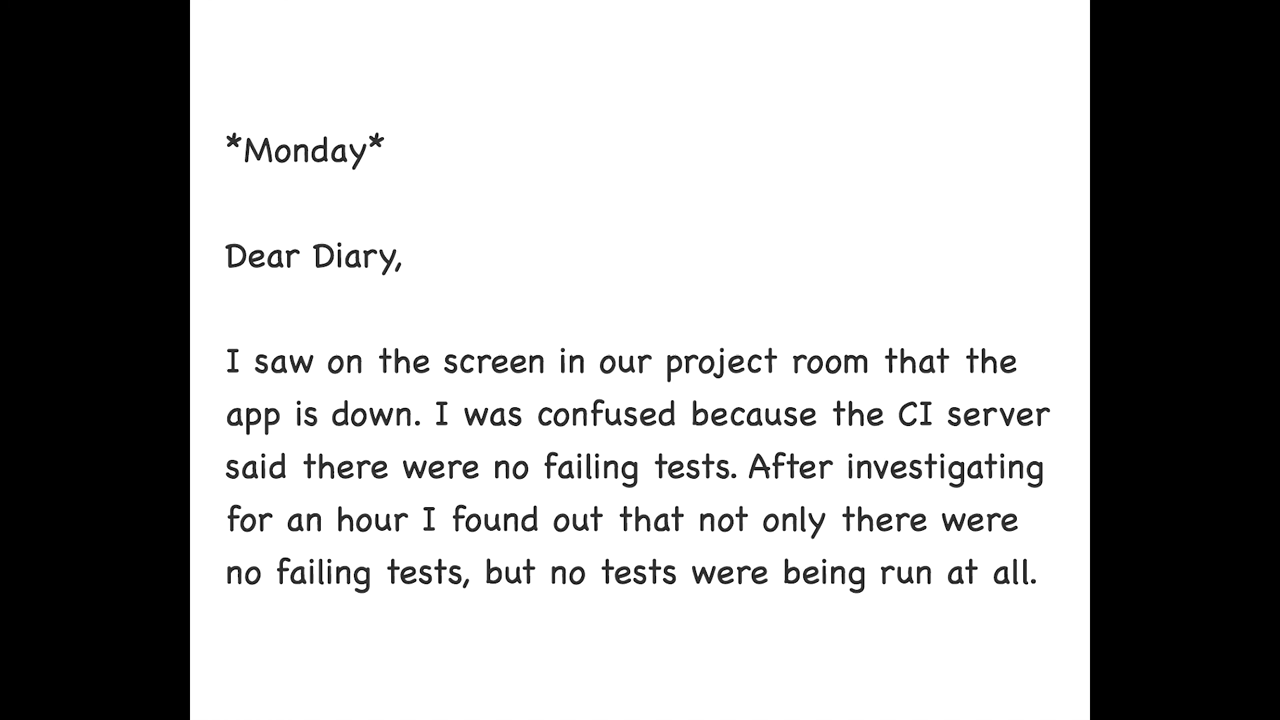 *Monday*
Dear Diary,
I saw on the screen in our project room that the
app is down. I was confused because the CI server
said there were no failing tests. After investigating
for an hour I found out that not only there were
no failing tests, but no tests were being run at all.